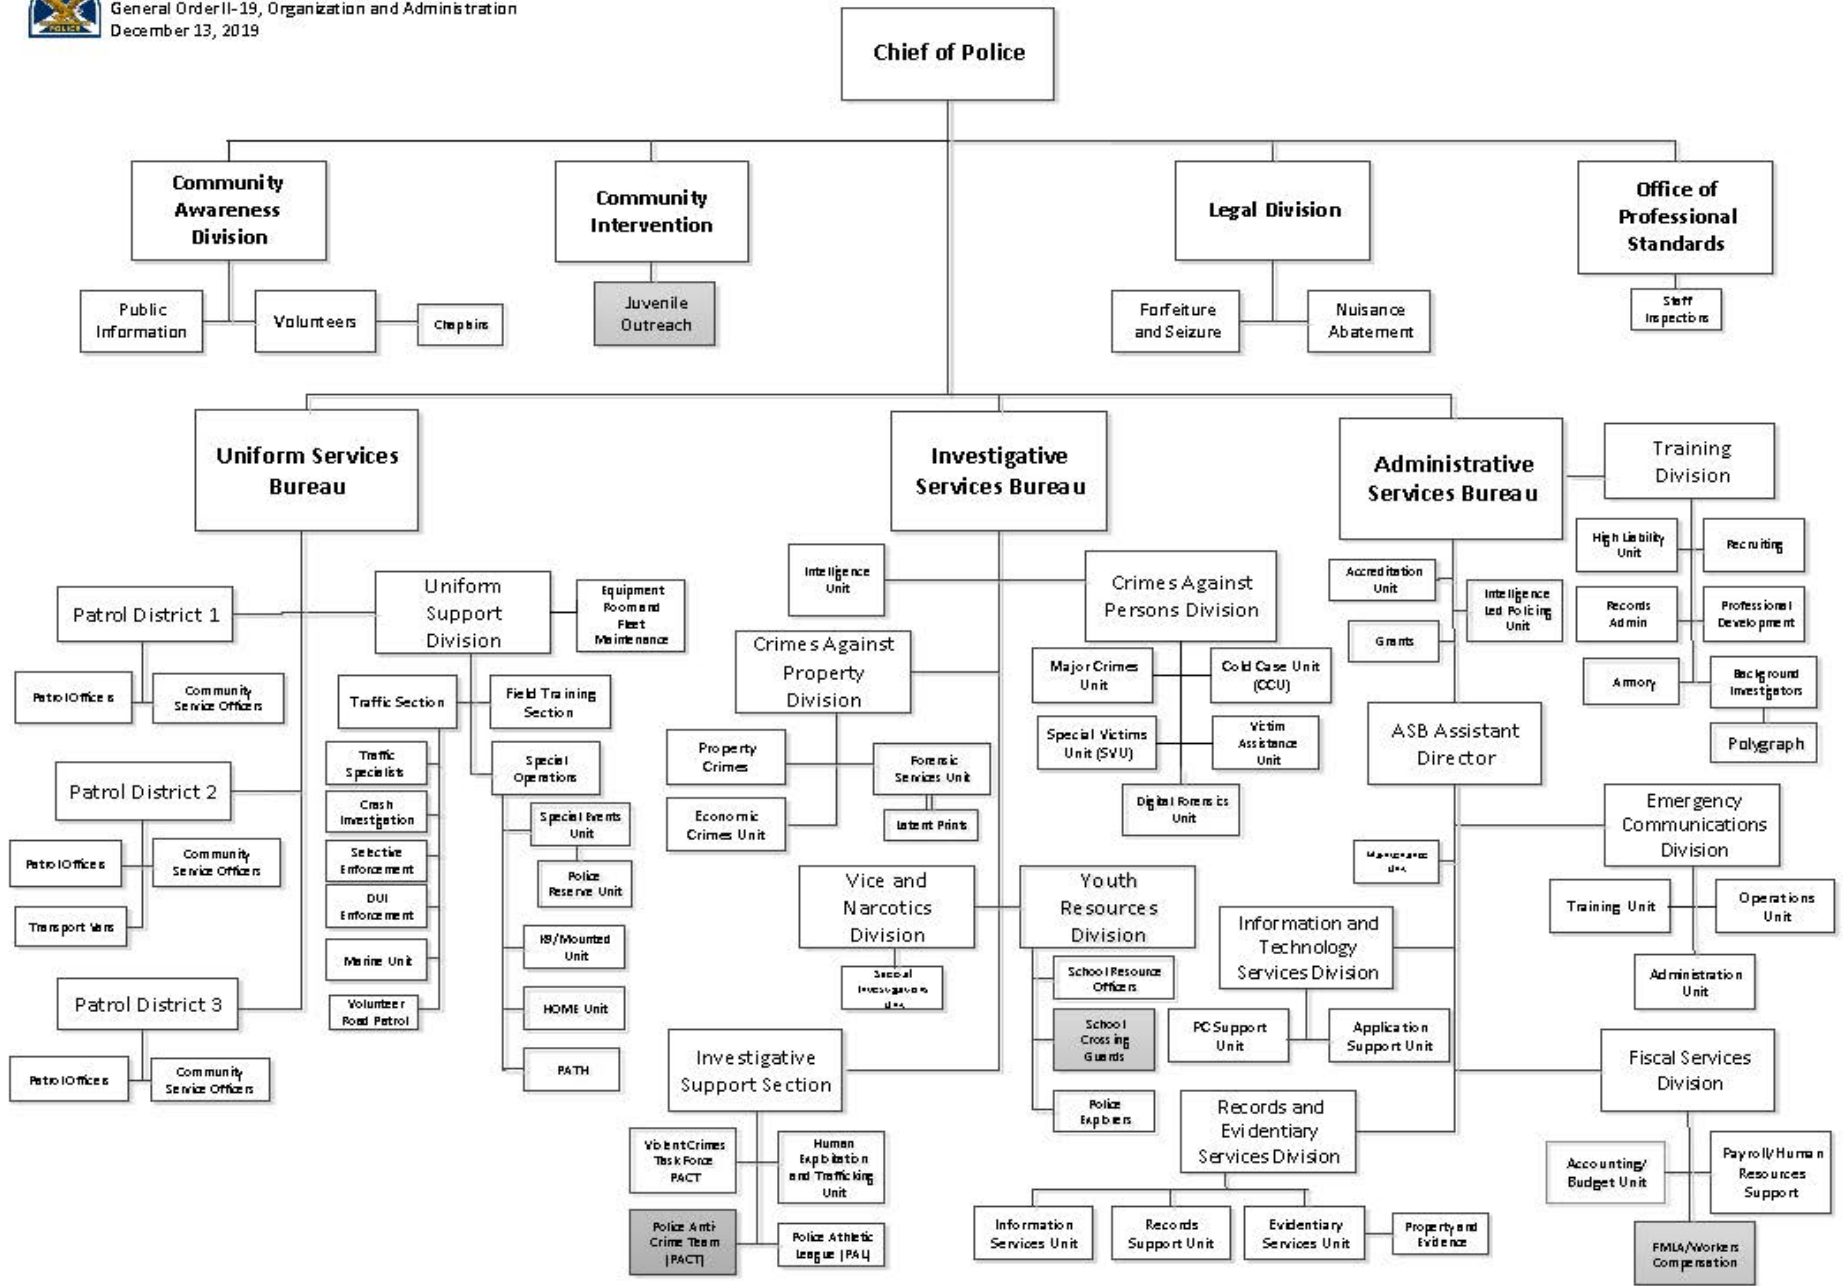 POLICE
General Order II-19, Organization and Administration
December 13, 2019
Chief of Police
Community
Awareness
Division
Community
Intervention
Legal Division
Office of
Professional
Standards
Public
Information
Volunteers
Chaplains
Juvenile
Outreach
Forfeiture
and Seizure
Nuisance
Abatement
Staff
Inspections
Uniform Services
Bureau
Investigative
Services Bureau
Administrative
Services Bureau
Training
Division
High Liability
Unit
Recruiting
Records
Admin
Professional
Development
Armory
Background
Investigators
Polygraph
Patrol District 1
Uniform
Support
Division
Equipment
Room and
Fleet
Maintenance
Patrol Officers
Community
Service Officers
Traffic Section
Field Training
Section
Traffic
Specialists
Special
Operations
Crash
Investigation
Selective
Enforcement
DUI
Enforcement
Marine Unit
Volunteer
Road Patrol
Special Events
Unit
Police
Reserve Unit
K9/Mounted
Unit
HOME Unit
PATH
Patrol District 2
Patrol Officers
Community
Service Officers
Transport Vans
Patrol District 3
Patrol Officers
Community
Service Officers
Intelligence
Unit
Crimes Against
Persons Division
Crimes Against
Property
Division
Major Crimes
Unit
Cold Case Unit
(CCU)
Special Victims
Unit (SVU)
Victim
Assistance
Unit
Digital Forensics
Unit
Property
Crimes
Forensic
Services Unit
Economic
Crimes Unit
Latent Prints
Vice and
Narcotics
Division
Special
Investigations
Youth
Resources
Division
School Resource
Officers
School
Crossing
Guards
Police
Explorers
Investigative
Support Section
Violent Crimes
Task Force
PACT
Human
Exploitation
and Trafficking
Unit
Police Anti-
Crime Team
(PACT)
Police Athletic
League (PAL)
Accreditation
Unit
Intelligence
Led Policing
Unit
Grants
ASB Assistant
Director
Emergency
Communications
Division
Training Unit
Operations
Unit
Administration
Unit
Information and
Technology
Services Division
PC Support
Unit
Application
Support Unit
Fiscal Services
Division
Accounting/
Budget Unit
Payroll/Human
Resources
Support
FMLA/Workers
Compensation
Records and
Evidentiary
Services Division
Information
Services Unit
Records
Support Unit
Evidentiary
Services Unit
Property and
Evidence